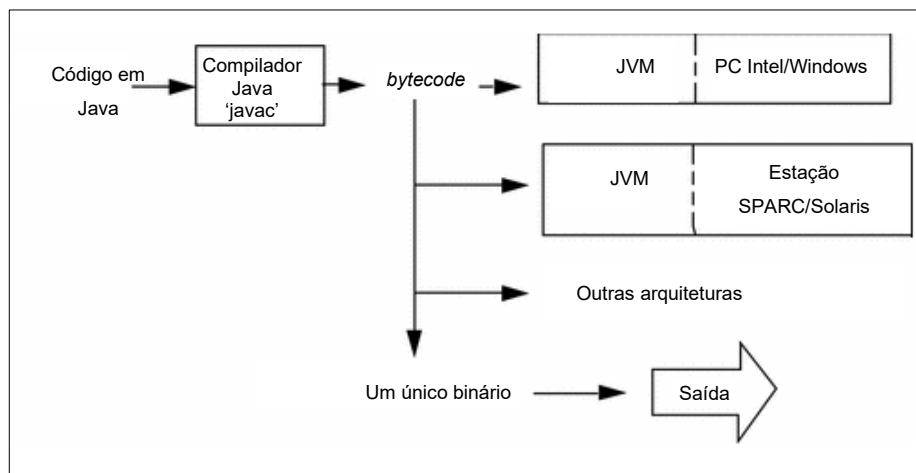 Código em
Java
Compilador
Java
‘javac’
bytecode
JVM
PC Intel/Windows
JVM
Estação
SPARC/Solaris
Outras arquiteturas
Um único binário
Saída